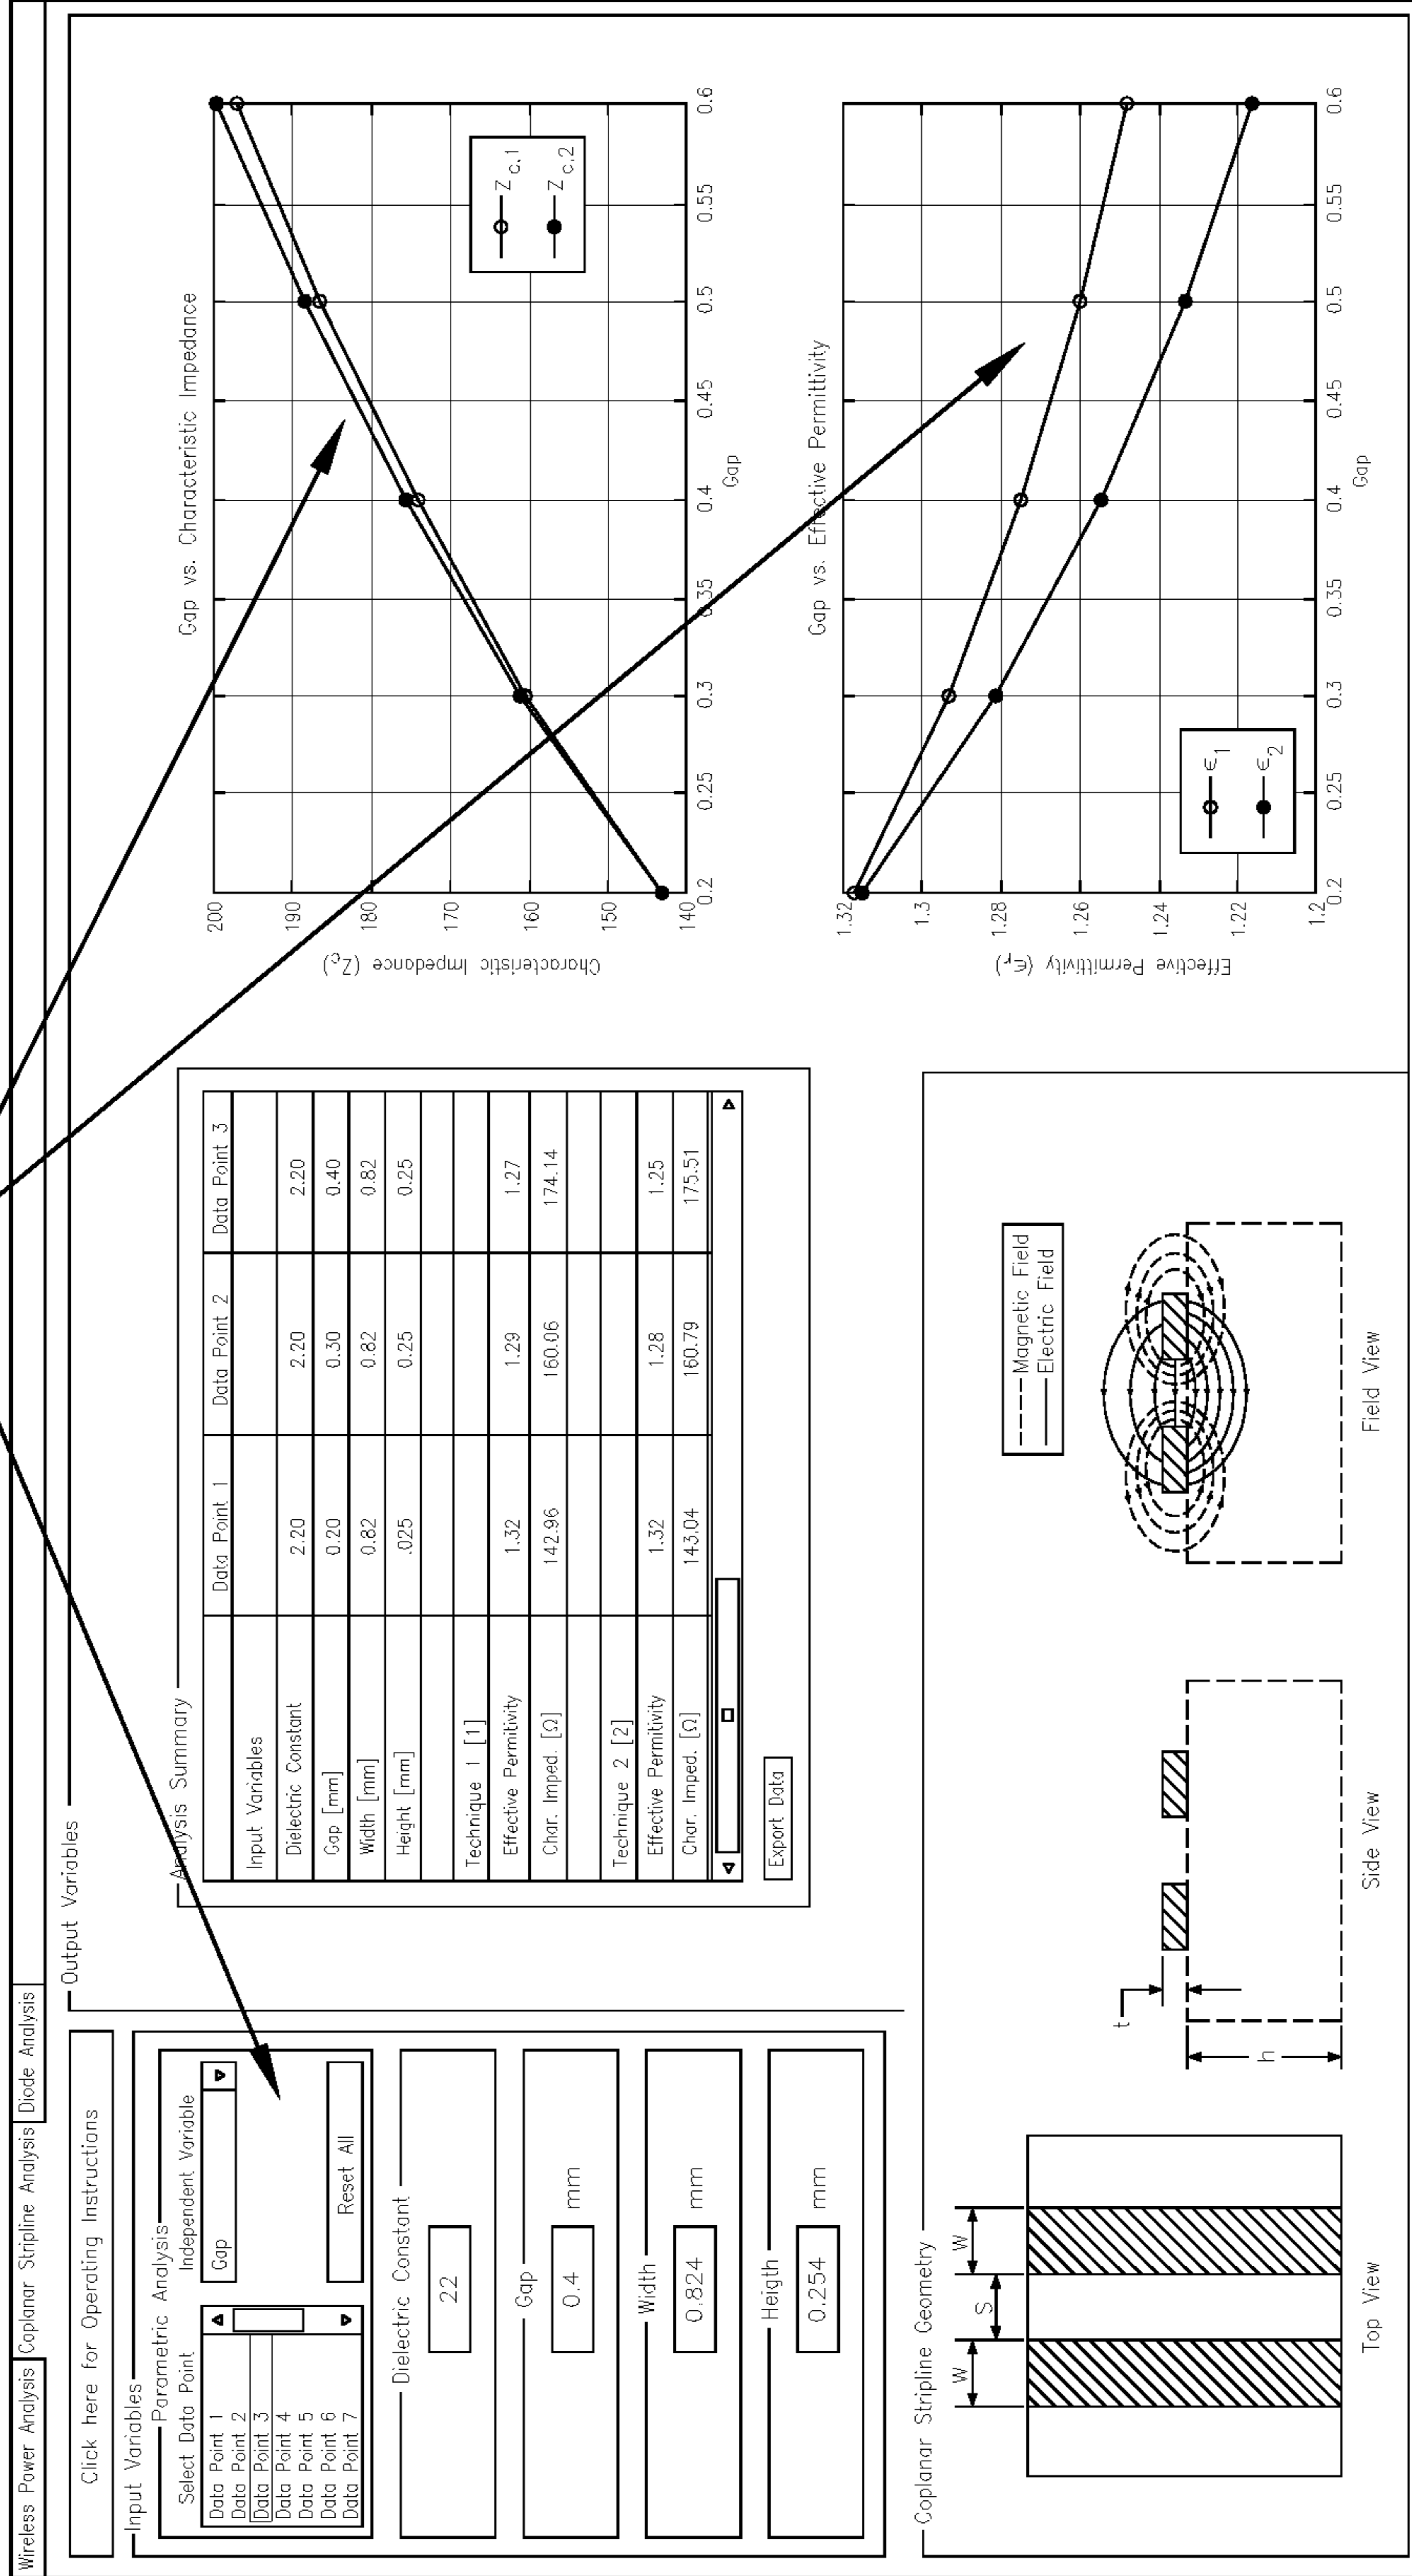 Wireless Power Analysis
Coplanar Stripline Analysis
Diode Analysis
Click here for Operating Instructions
Input Variables
Parametric Analysis
Select Data Point
Independent Variable
Data Point 1
Data Point 2
Data Point 3
Data Point 4
Data Point 5
Data Point 6
Data Point 7
Gap
Reset All
Dielectric Constant
22
Gap
0.4 mm
Width
0.824 mm
Heigth
0.254 mm
Output Variables
Analysis Summary
Data Point 1 Data Point 2 Data Point 3
Input Variables
Dielectric Constant 2.20 2.20 2.20
Gap [mm] 0.20 0.30 0.40
Width [mm] 0.82 0.82 0.82
Height [mm] .025 0.25 0.25
Technique 1 [1]
Effective Permitivity 1.32 1.29 1.27
Char. Imped. [Ω] 142.96 160.06 174.14
Technique 2 [2]
Effective Permitivity 1.32 1.28 1.25
Char. Imped. [Ω] 143.04 160.79 175.51
Export Data
Gap vs. Characteristic Impedance
Characteristic Impedance (Zc)
200
190
180
170
160
150
140
0.2 0.25 0.3 0.35 0.4 0.45 0.5 0.55 0.6
Gap
Zc,1
Zc,2
Gap vs. Effective Permittivity
Effective Permittivity (εr)
1.32
1.3
1.28
1.26
1.24
1.22
1.2
0.2 0.25 0.3 0.35 0.4 0.45 0.5 0.55 0.6
Gap
ε1
ε2
Coplanar Stripline Geometry
W
S
W
Top View
t
h
Side View
Magnetic Field
Electric Field
Field View